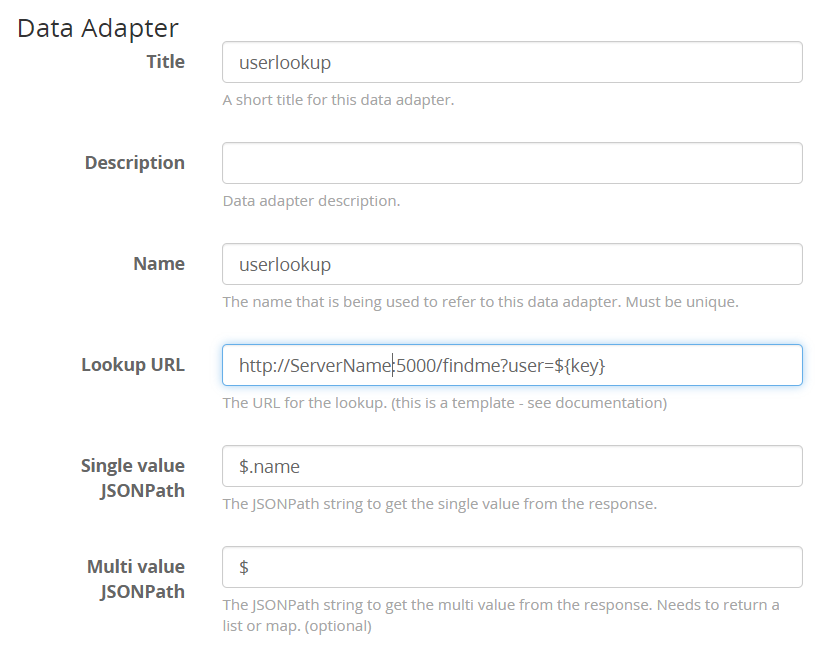 Data Adapter
Title
userlookup
A short title for this data adapter.
Description
Data adapter description.
Name
userlookup
The name that is being used to refer to this data adapter. Must be unique.
Lookup URL
http://ServerName:5000/findme?user=${key}
The URL for the lookup. (this is a template - see documentation)
Single value
JSONPath
$.name
The JSONPath string to get the single value from the response.
Multi value
JSONPath
$
The JSONPath string to get the multi value from the response. Needs to return a
list or map. (optional)